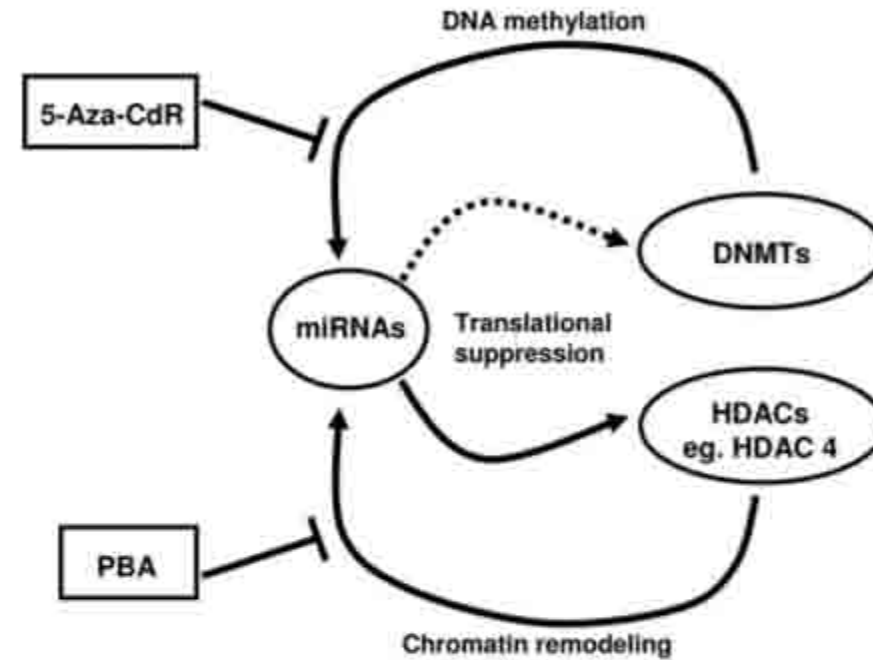 DNA methylation
5-Aza-CdR
DNMTs
miRNAs
Translational
suppression
HDACs
eg. HDAC 4
PBA
Chromatin remodeling